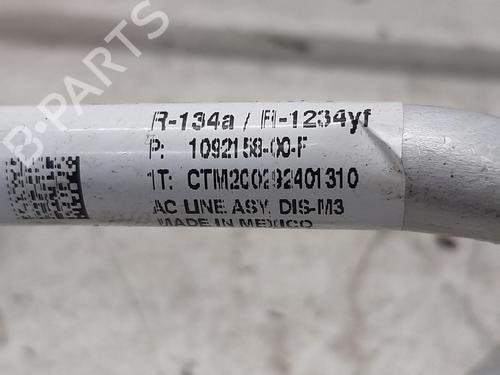 R-134a / R-1234yf
P: 1092158-00-F
1T: CTM200292401310
AC LINE ASY, DIS-M3
MADE IN MEXICO
B-PARTS